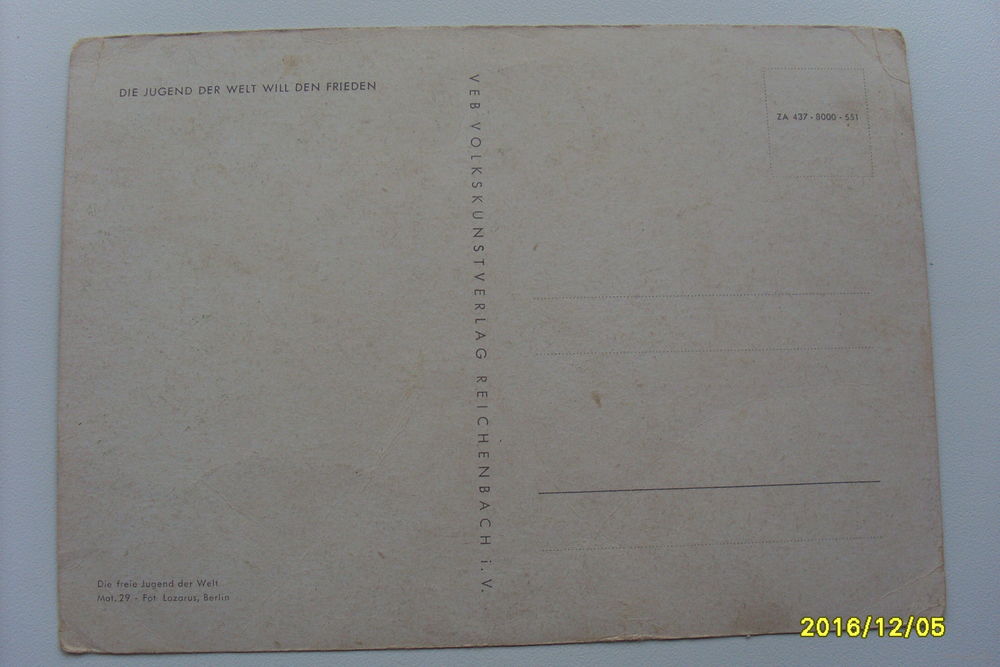 DIE JUGEND DER WELT WILL DEN FRIEDEN
VEB VOLKSKUNSTVERLAG REICHENBACH i. V.
ZA 437 - 8000 - 551
Die freie Jugend der Welt
Mat. 29 - Fot Lazarus, Berlin
2016/12/05